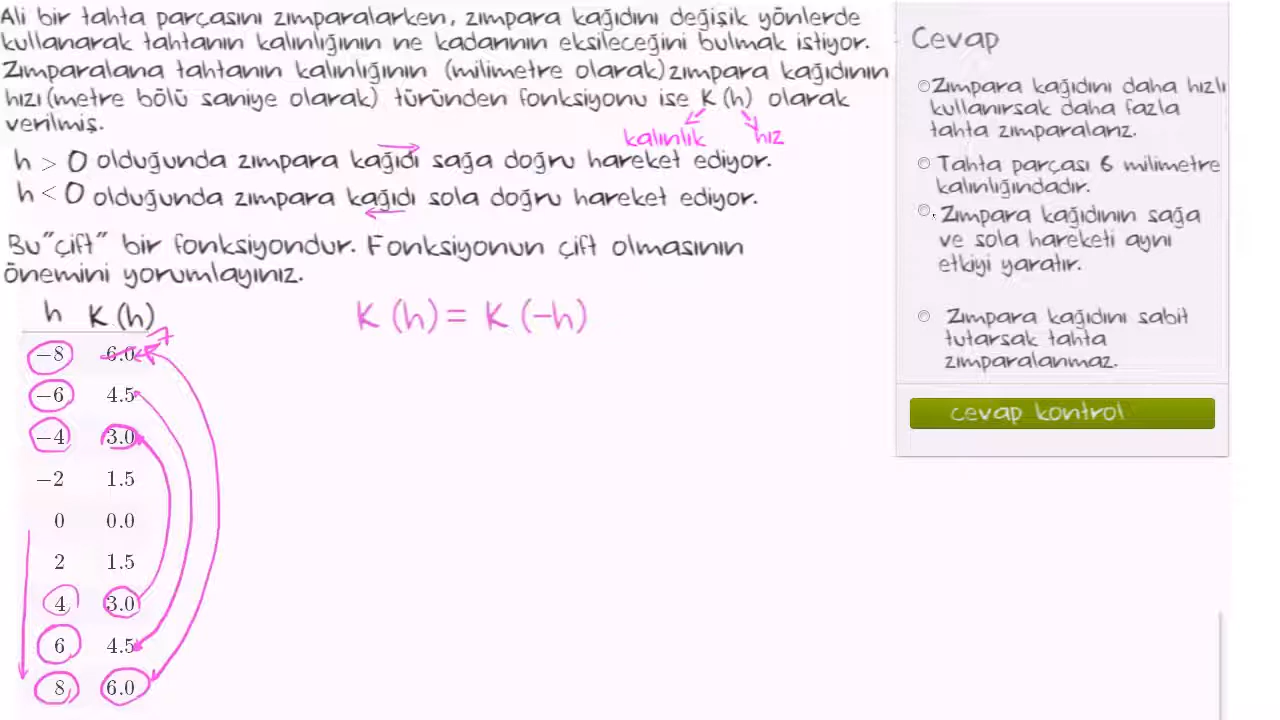 Ali bir tahta parçasını zımparalarken, zımpara kağıdını değişik yönlerde
kullanarak tahtanın kalınlığının ne kadarının eksileceğini bulmak istiyor.
Zımparalana tahtanın kalınlığının (milimetre olarak) zımpara kağıdının
hızı (metre bölü saniye olarak) türünden fonksiyonu ise K (h) olarak
verilmiş.
kalınlık hız
h > 0 olduğunda zımpara kağıdı sağa doğru hareket ediyor.
h < 0 olduğunda zımpara kağıdı sola doğru hareket ediyor.
Bu "çift" bir fonksiyondur. Fonksiyonun çift olmasının
önemini yorumlayınız.
h K (h)
-8 6.0 7
-6 4.5
-4 3.0
-2 1.5
0 0.0
2 1.5
4 3.0
6 4.5
8 6.0
K (h) = K (-h)
Cevap
Zımpara kağıdını daha hızlı
kullanırsak daha fazla
tahta zımparalarız.
Tahta parçası 6 milimetre
kalınlığındadır.
Zımpara kağıdının sağa
ve sola hareketi aynı
etkiyi yaratır.
Zımpara kağıdını sabit
tutarsak tahta
zımparalanmaz.
cevap kontrol